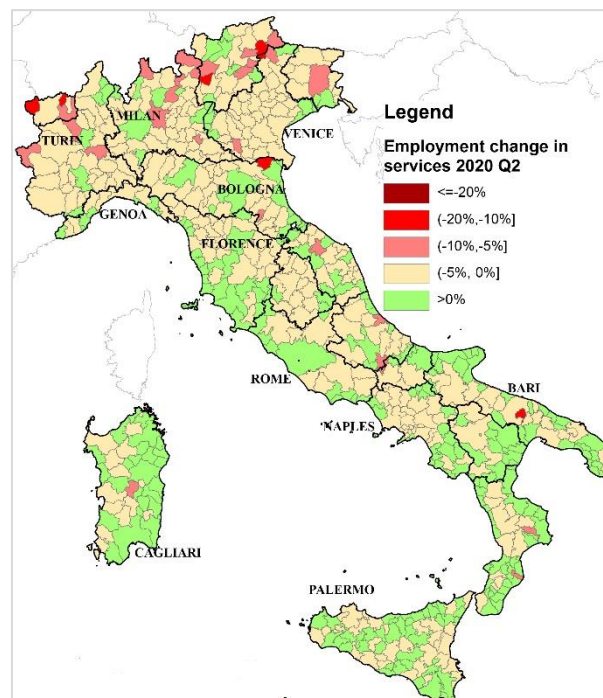 MILAN
TURIN
VENICE
BOLOGNA
GENOA
FLORENCE
ROME
NAPLES
BARI
CAGLIARI
PALERMO
Legend
Employment change in
services 2020 Q2
<=-20%
(-20%,-10%]
(-10%,-5%]
(-5%, 0%]
>0%